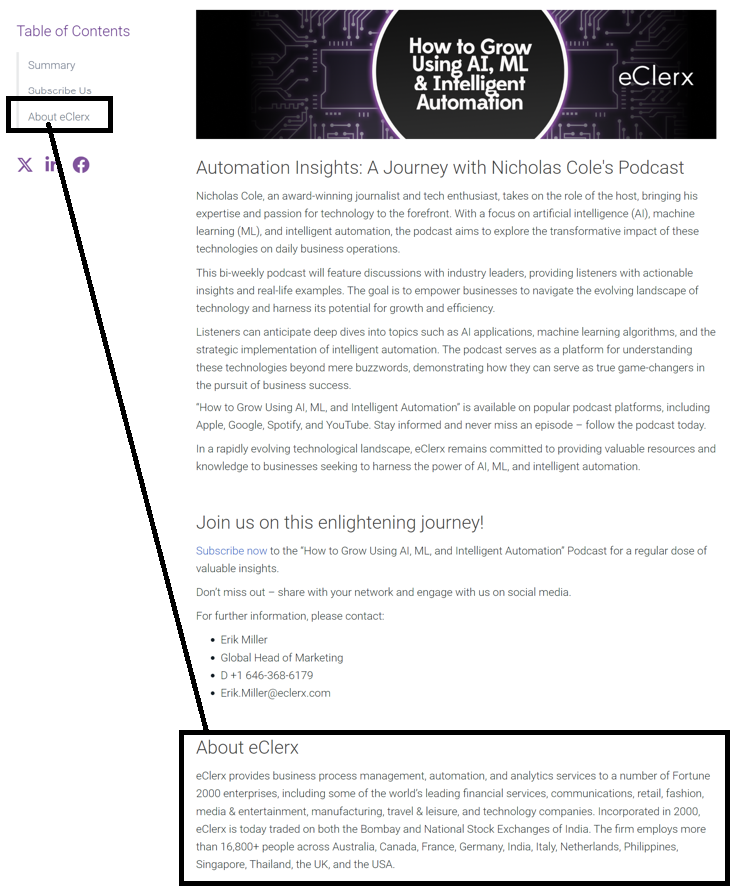 Table of Contents
Summary
Subscribe Us
About eClerx
How to Grow
Using AI, ML
& Intelligent
Automation
eClerx
Automation Insights: A Journey with Nicholas Cole's Podcast
Nicholas Cole, an award-winning journalist and tech enthusiast, takes on the role of the host, bringing his
expertise and passion for technology to the forefront. With a focus on artificial intelligence (AI), machine
learning (ML), and intelligent automation, the podcast aims to explore the transformative impact of these
technologies on daily business operations.
This bi-weekly podcast will feature discussions with industry leaders, providing listeners with actionable
insights and real-life examples. The goal is to empower businesses to navigate the evolving landscape of
technology and harness its potential for growth and efficiency.
Listeners can anticipate deep dives into topics such as AI applications, machine learning algorithms, and the
strategic implementation of intelligent automation. The podcast serves as a platform for understanding
these technologies beyond mere buzzwords, demonstrating how they can serve as true game-changers in
the pursuit of business success.
“How to Grow Using AI, ML, and Intelligent Automation” is available on popular podcast platforms, including
Apple, Google, Spotify, and YouTube. Stay informed and never miss an episode – follow the podcast today.
In a rapidly evolving technological landscape, eClerx remains committed to providing valuable resources and
knowledge to businesses seeking to harness the power of AI, ML, and intelligent automation.
Join us on this enlightening journey!
Subscribe now to the “How to Grow Using AI, ML, and Intelligent Automation” Podcast for a regular dose of
valuable insights.
Don’t miss out – share with your network and engage with us on social media.
For further information, please contact:
Erik Miller
Global Head of Marketing
D +1 646-368-6179
Erik.Miller@eclerx.com
About eClerx
eClerx provides business process management, automation, and analytics services to a number of Fortune
2000 enterprises, including some of the world’s leading financial services, communications, retail, fashion,
media & entertainment, manufacturing, travel & leisure, and technology companies. Incorporated in 2000,
eClerx is today traded on both the Bombay and National Stock Exchanges of India. The firm employs more
than 16,800+ people across Australia, Canada, France, Germany, India, Italy, Netherlands, Philippines,
Singapore, Thailand, the UK, and the USA.